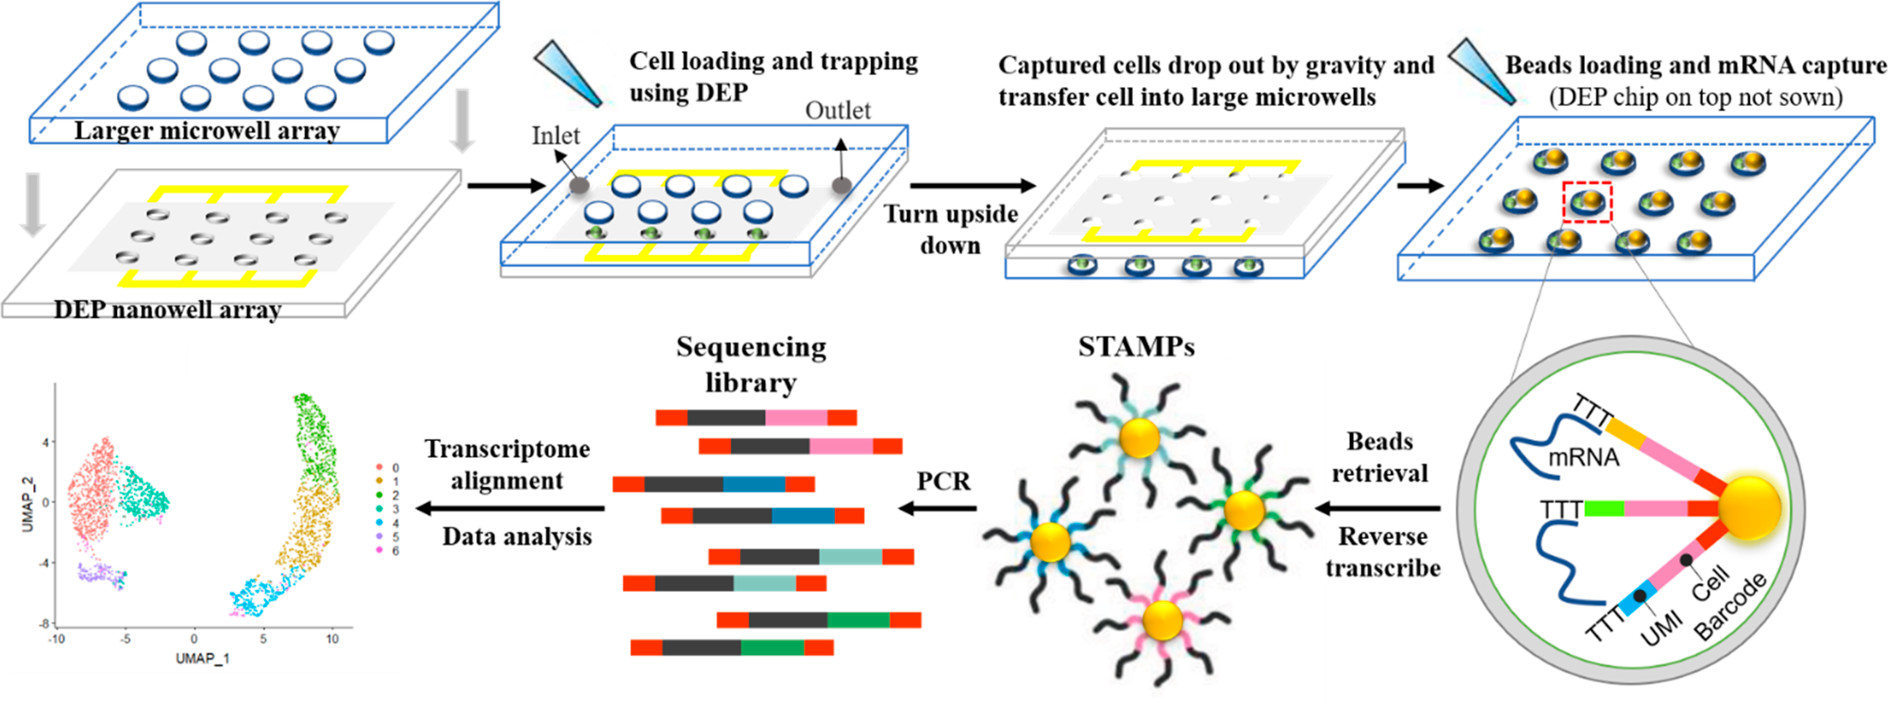 Larger microwell array
DEP nanowell array
Cell loading and trapping
using DEP
Inlet
Outlet
Turn upside
down
Captured cells drop out by gravity and
transfer cell into large microwells
Beads loading and mRNA capture
(DEP chip on top not sown)
TTT
mRNA
TTT
TTT
UMI
Cell
Barcode
Beads
retrieval
Reverse
transcribe
STAMPs
PCR
Sequencing
library
Transcriptome
alignment
Data analysis
UMAP_2
4
0
-4
-8
-10
-5
0
5
10
UMAP_1
0
1
2
3
4
5
6